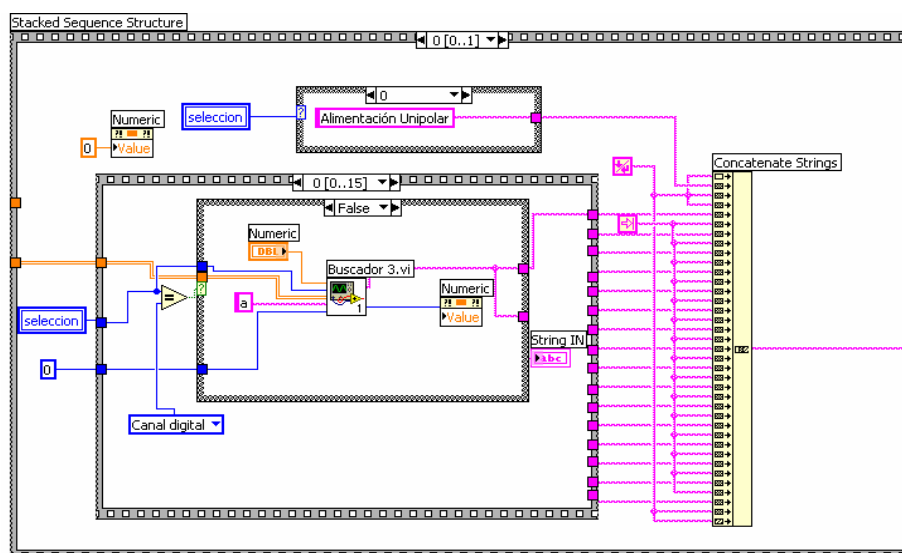 Stacked Sequence Structure
0 [0..1]
0
seleccion
Alimentación Unipolar
Numeric
0
Value
Concatenate Strings
0 [0..15]
False
Numeric
DBL
Buscador 3.vi
Numeric
=
a
1
Value
seleccion
String IN
abc
0
Canal digital